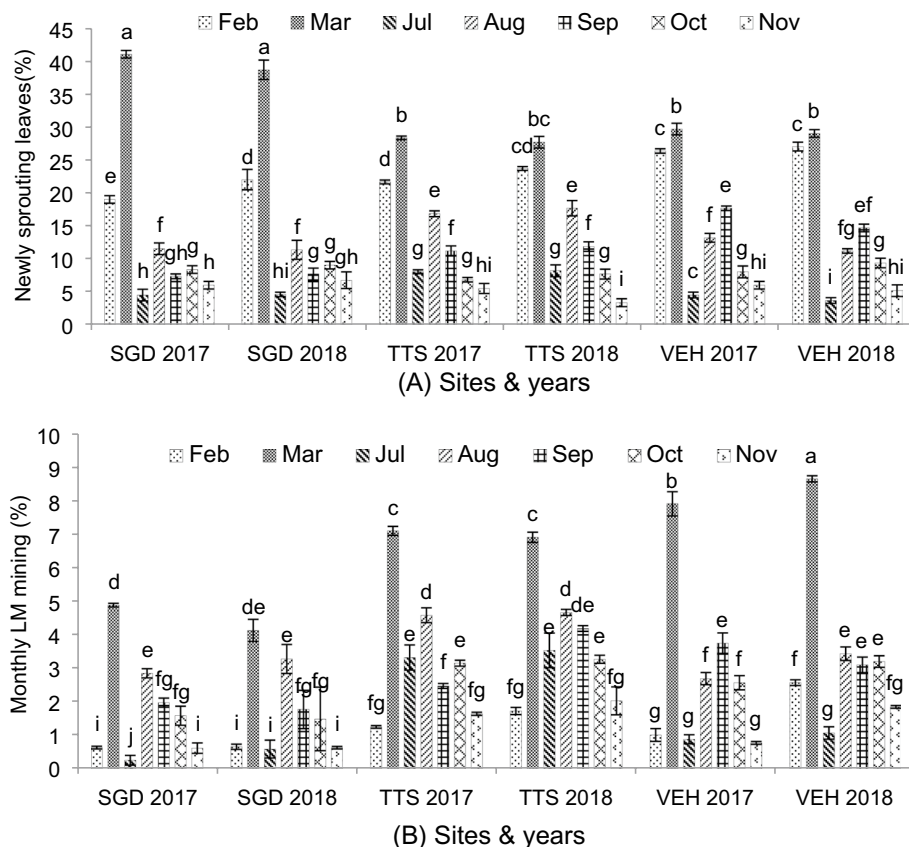 Feb Mar Jul Aug Sep Oct Nov
Newly sprouting leaves(%)
45
40
35
30
25
20
15
10
5
0
e a h f gh g h
d a hi f g g gh
d b g e f g hi
cd bc g e f g i
c b c f e g hi
c b i fg ef g i
SGD 2017 SGD 2018 TTS 2017 TTS 2018 VEH 2017 VEH 2018
(A) Sites & years
Feb Mar Jul Aug Sep Oct Nov
Monthly LM mining (%)
10
9
8
7
6
5
4
3
2
1
0
i d j e fg fg i
i de i e fg fg i
fg c e d f e fg
fg c e d de e fg
g b g f e f g
f a g e e e fg
SGD 2017 SGD 2018 TTS 2017 TTS 2018 VEH 2017 VEH 2018
(B) Sites & years